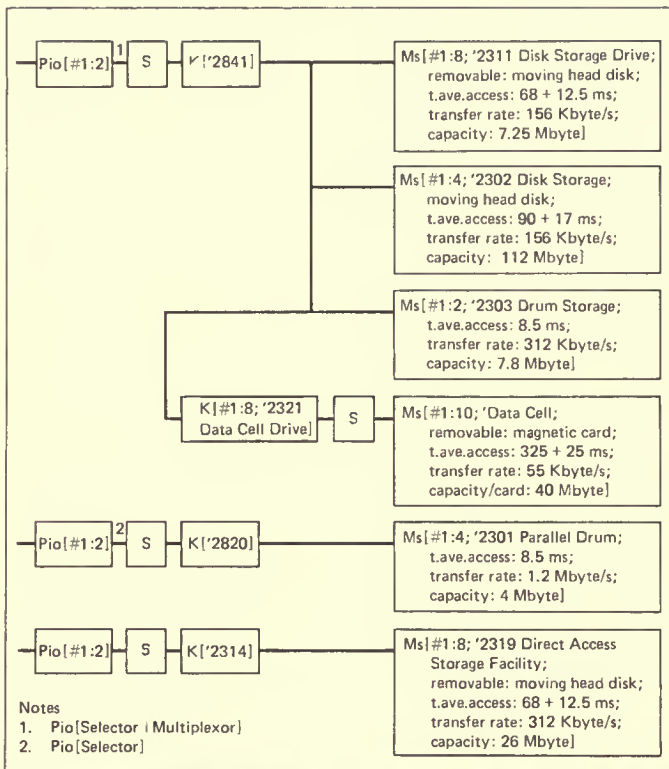 Pio[#1:2]
1
S
K['2841]
Ms[#1:8; '2311 Disk Storage Drive;
removable: moving head disk;
t.ave.access: 68 + 12.5 ms;
transfer rate: 156 Kbyte/s;
capacity: 7.25 Mbyte]
Ms[#1:4; '2302 Disk Storage;
moving head disk;
t.ave.access: 90 + 17 ms;
transfer rate: 156 Kbyte/s;
capacity: 112 Mbyte]
Ms[#1:2; '2303 Drum Storage;
t.ave.access: 8.5 ms;
transfer rate: 312 Kbyte/s;
capacity: 7.8 Mbyte]
K[#1:8; '2321
Data Cell Drive]
S
Ms[#1:10; 'Data Cell;
removable: magnetic card;
t.ave.access: 325 + 25 ms;
transfer rate: 55 Kbyte/s;
capacity/card: 40 Mbyte]
Pio[#1:2]
2
S
K['2820]
Ms[#1:4; '2301 Parallel Drum;
t.ave.access: 8.5 ms;
transfer rate: 1.2 Mbyte/s;
capacity: 4 Mbyte]
Pio[#1:2]
S
K['2314]
Ms[#1:8; '2319 Direct Access
Storage Facility;
removable: moving head disk;
t.ave.access: 68 + 12.5 ms;
transfer rate: 312 Kbyte/s;
capacity: 26 Mbyte]
Notes
1. Pio[Selector | Multiplexor]
2. Pio[Selector]